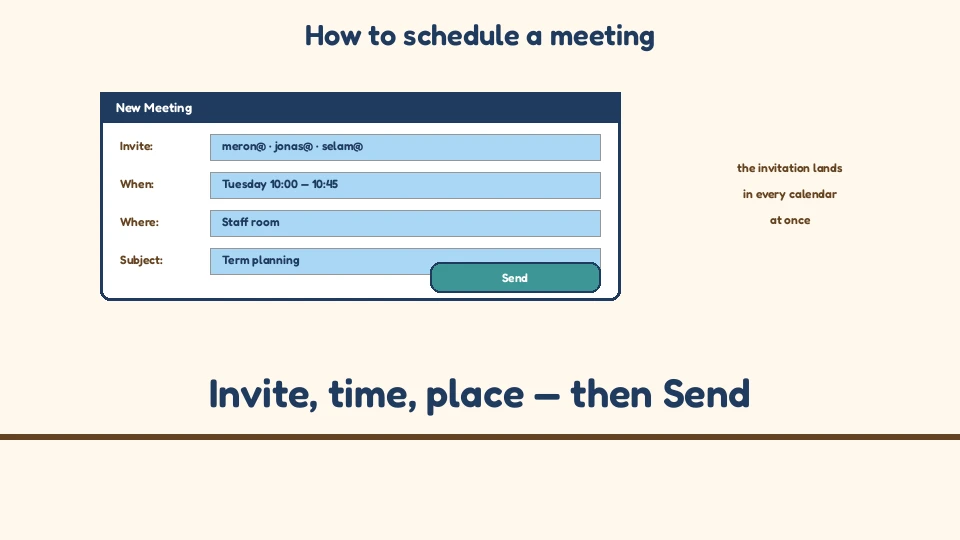 How to schedule a meeting
New Meeting
Invite: meron@ · jonas@ · selam@
When: Tuesday 10:00 — 10:45
Where: Staff room
Subject: Term planning
Send
the invitation lands
in every calendar
at once
Invite, time, place — then Send